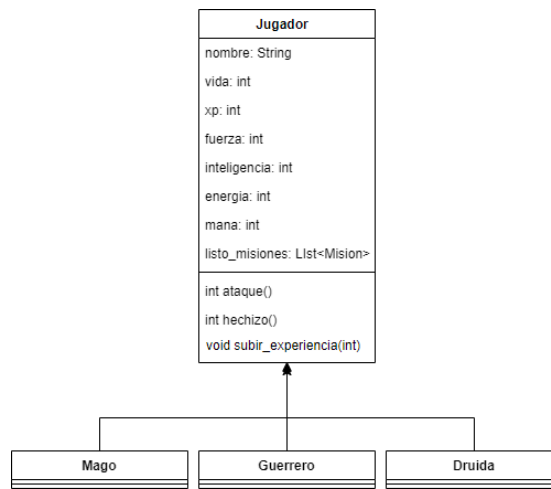 Jugador
nombre: String
vida: int
xp: int
fuerza: int
inteligencia: int
energia: int
mana: int
listo_misiones: LIst<Mision>
int ataque()
int hechizo()
void subir_experiencia(int)
Mago
Guerrero
Druida